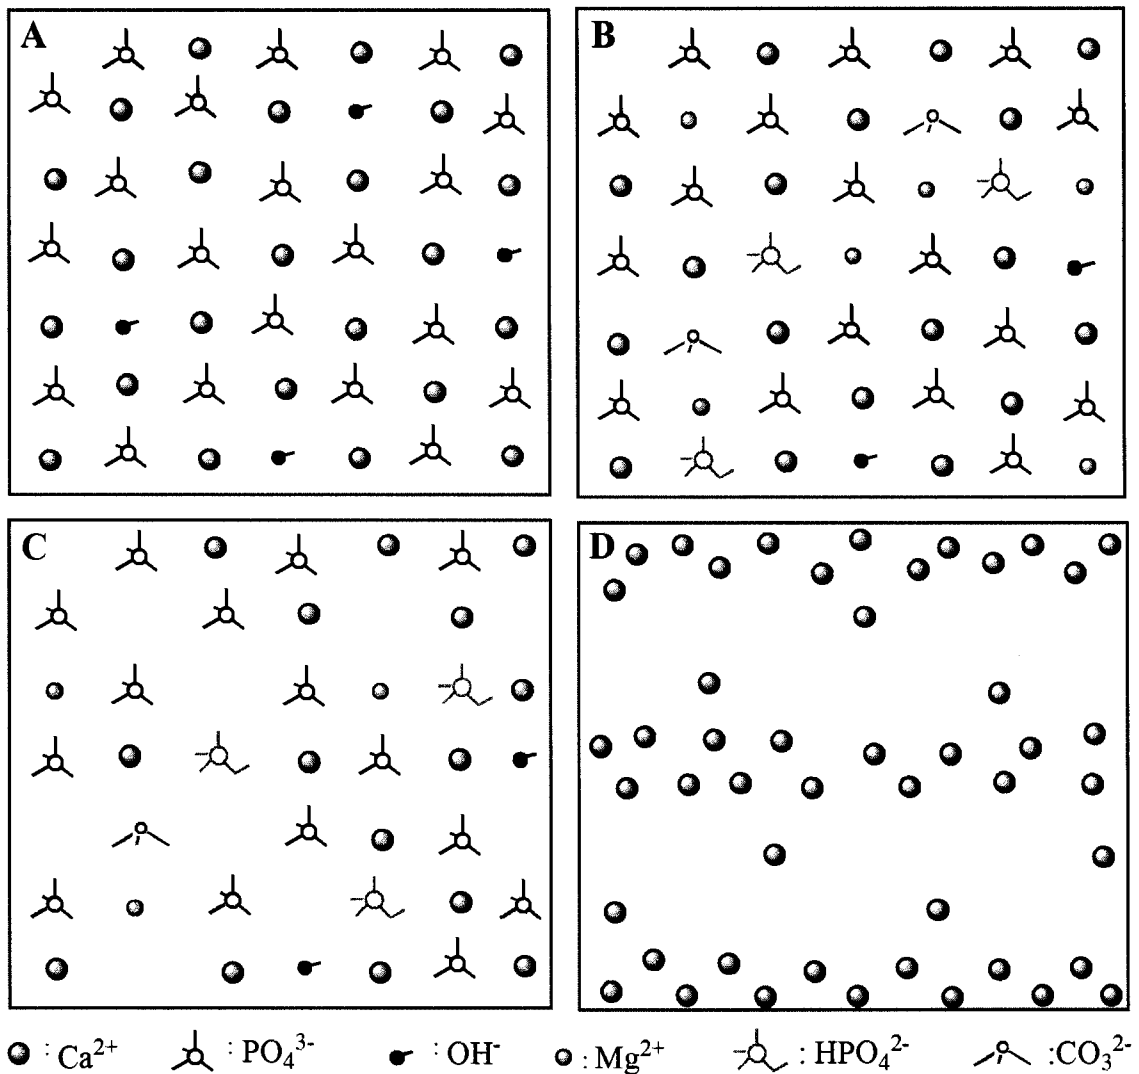 A
B
C
D
: Ca²⁺ : PO₄³⁻ : OH⁻ : Mg²⁺ : HPO₄²⁻ :CO₃²⁻